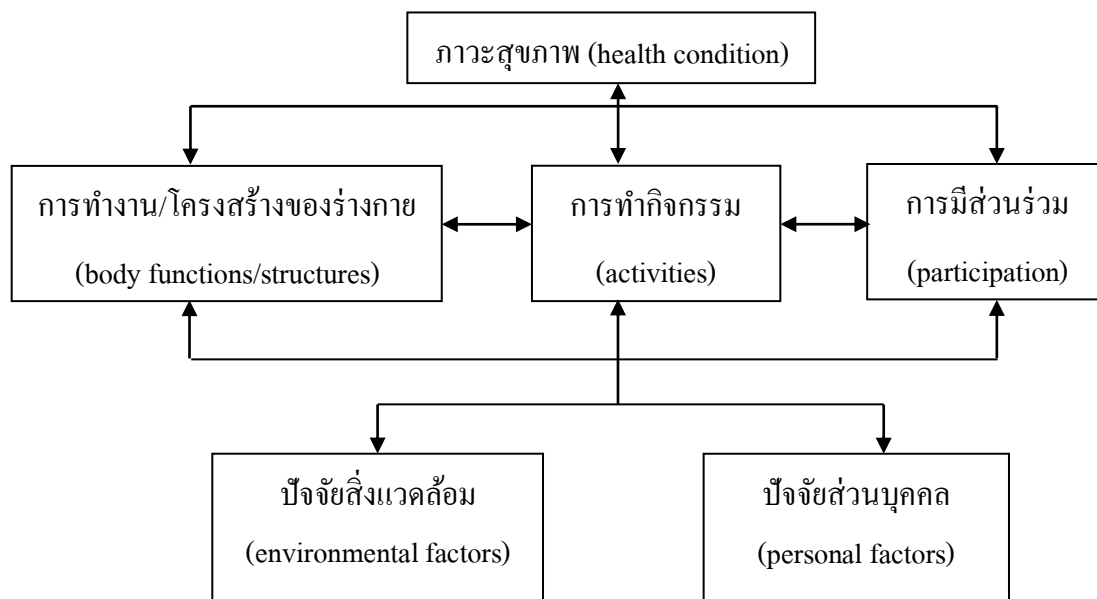 ภาวะสุขภาพ (health condition)
การทำงาน/โครงสร้างของร่างกาย
(body functions/structures)
การทำกิจกรรม
(activities)
การมีส่วนร่วม
(participation)
ปัจจัยสิ่งแวดล้อม
(environmental factors)
ปัจจัยส่วนบุคคล
(personal factors)